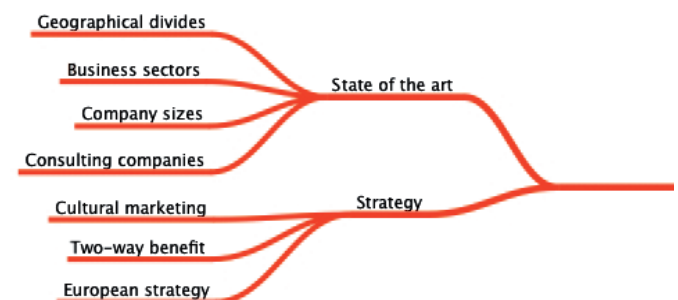 Geographical divides
Business sectors
State of the art
Company sizes
Consulting companies
Cultural marketing
Strategy
Two-way benefit
European strategy